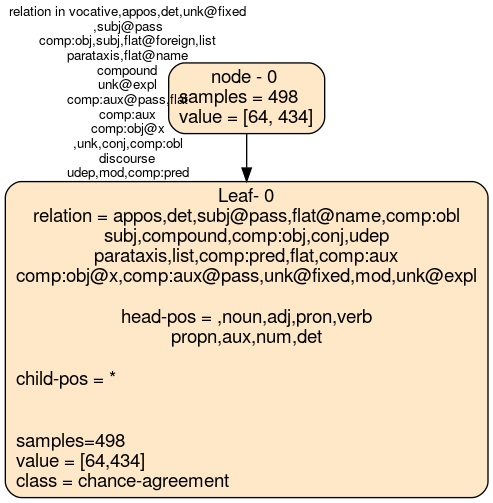 relation in vocative,appos,det,unk@fixed
,subj@pass
comp:obj,subj,flat@foreign,list
parataxis,flat@name
compound
unk@expl
comp:aux@pass,flat
comp:aux
comp:obj@x
,unk,conj,comp:obl
discourse
udep,mod,comp:pred
node - 0
samples = 498
value = [64, 434]
Leaf- 0
relation = appos,det,subj@pass,flat@name,comp:obl
subj,compound,comp:obj,conj,udep
parataxis,list,comp:pred,flat,comp:aux
comp:obj@x,comp:aux@pass,unk@fixed,mod,unk@expl
head-pos = ,noun,adj,pron,verb
propn,aux,num,det
child-pos = *
samples=498
value = [64,434]
class = chance-agreement